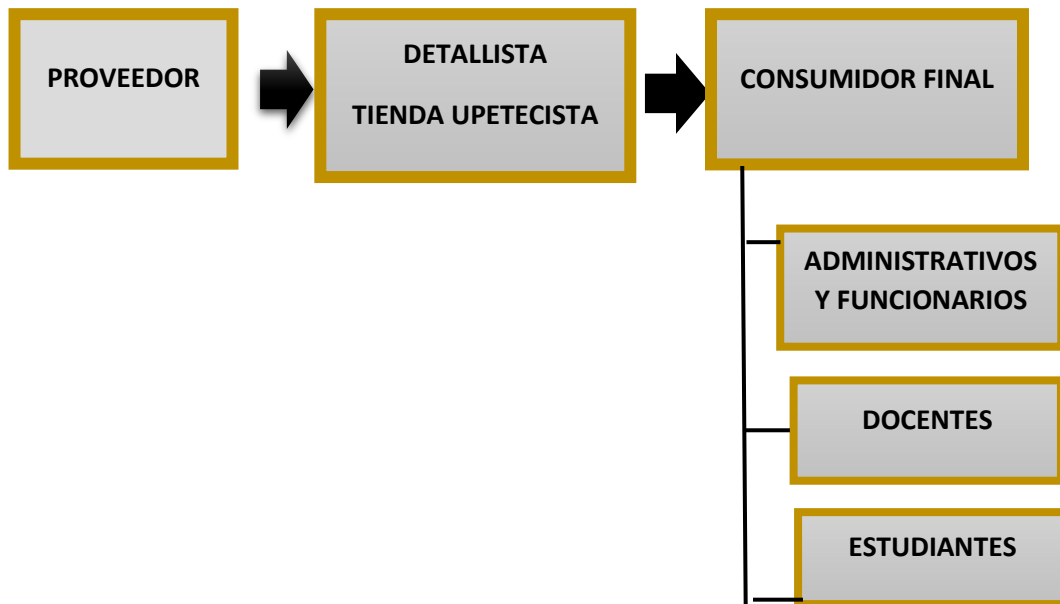 PROVEEDOR
DETALLISTA
TIENDA UPETECISTA
CONSUMIDOR FINAL
ADMINISTRATIVOS
Y FUNCIONARIOS
DOCENTES
ESTUDIANTES